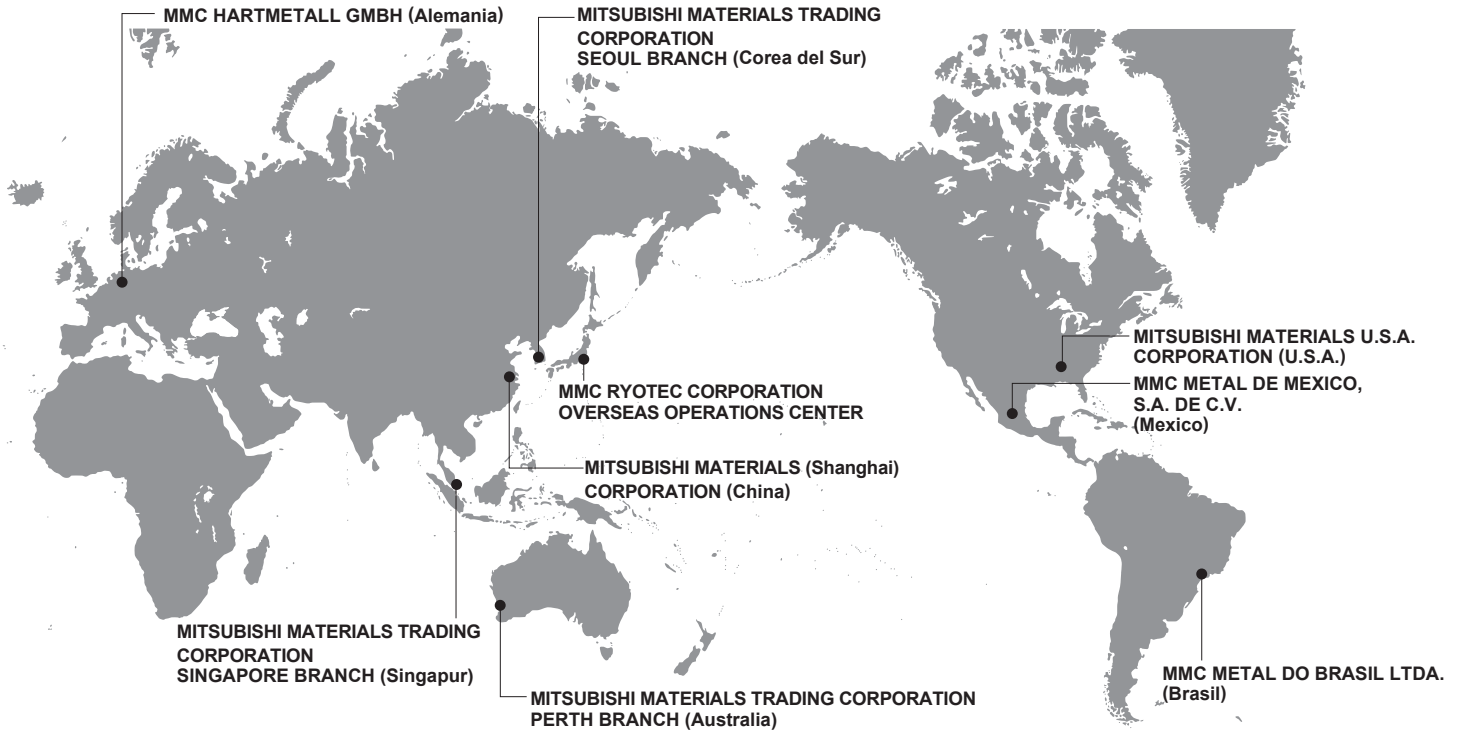 MMC HARTMETALL GMBH (Alemania)
MITSUBISHI MATERIALS TRADING
CORPORATION
SEOUL BRANCH (Corea del Sur)
MITSUBISHI MATERIALS U.S.A.
CORPORATION (U.S.A.)
MMC METAL DE MEXICO,
S.A. DE C.V.
(Mexico)
MMC RYOTEC CORPORATION
OVERSEAS OPERATIONS CENTER
MITSUBISHI MATERIALS (Shanghai)
CORPORATION (China)
MITSUBISHI MATERIALS TRADING
CORPORATION
SINGAPORE BRANCH (Singapur)
MITSUBISHI MATERIALS TRADING CORPORATION
PERTH BRANCH (Australia)
MMC METAL DO BRASIL LTDA.
(Brasil)